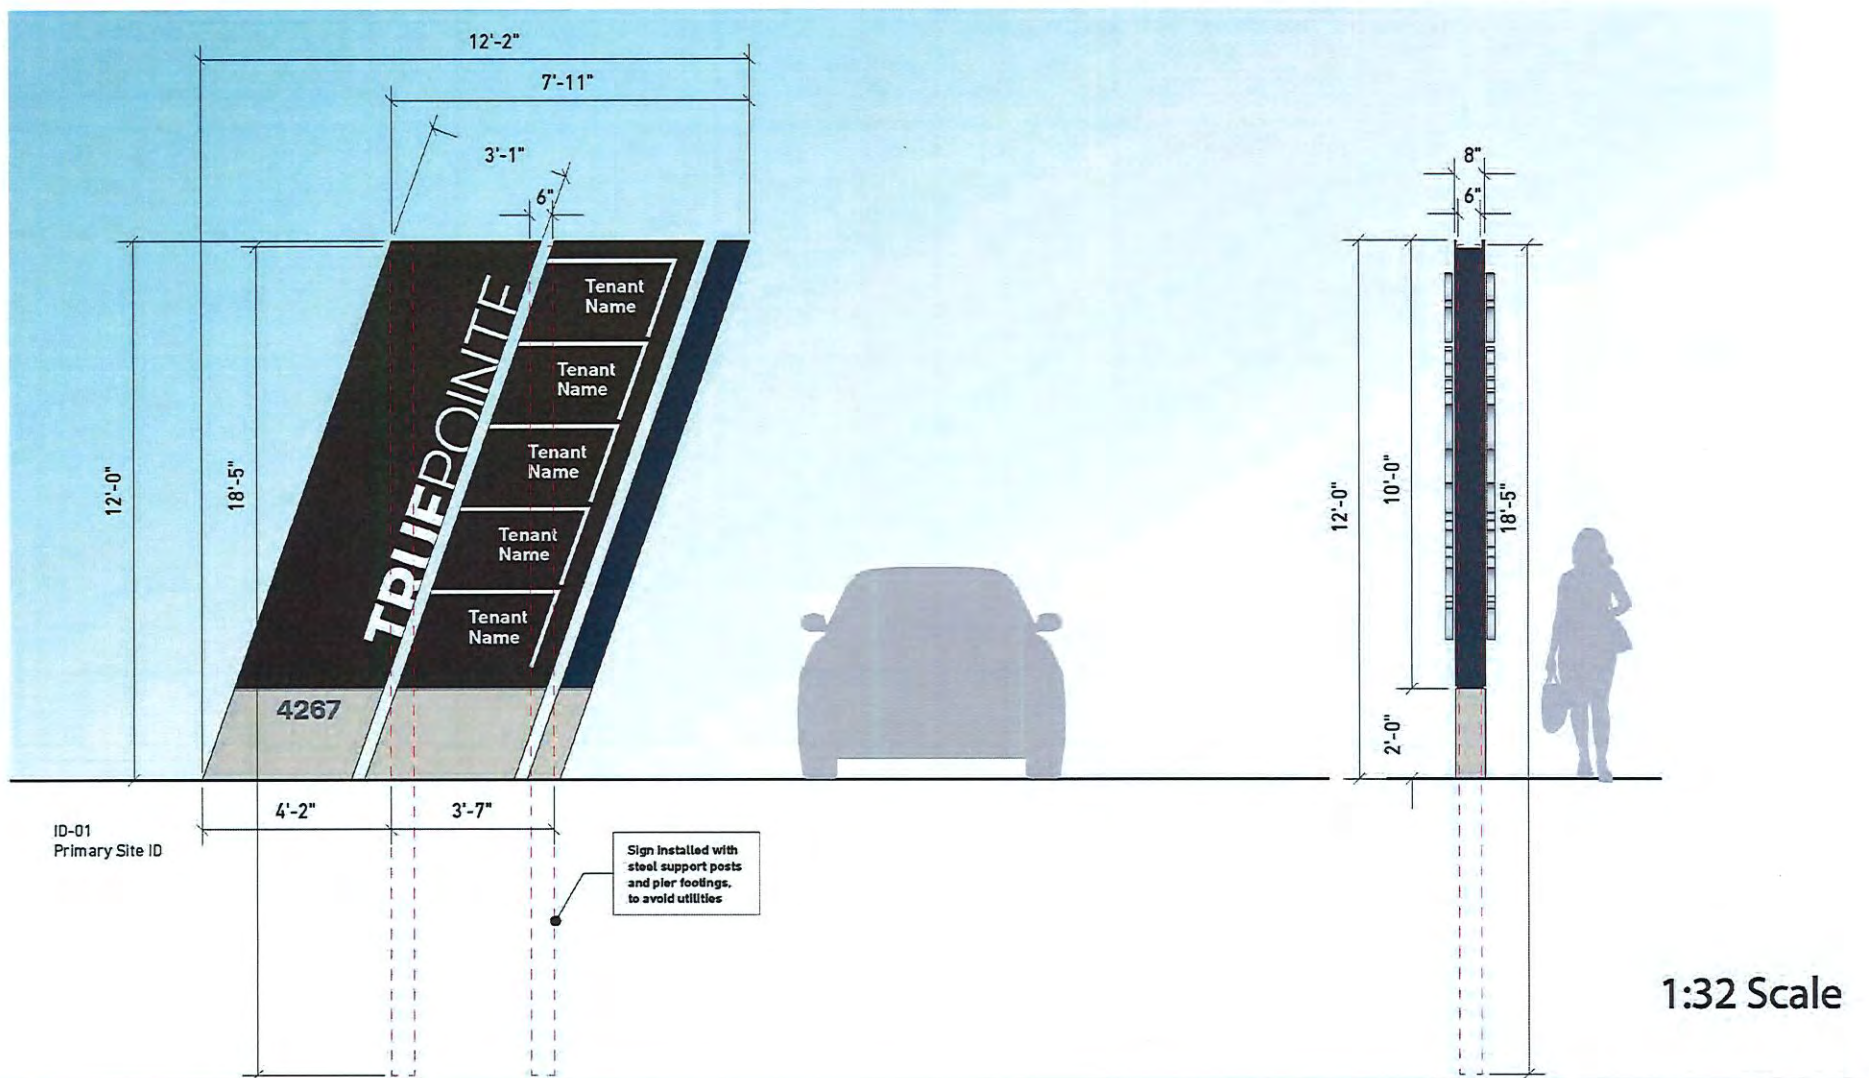 12'-2"
7'-11"
3'-1"
6"
8"
6"
TRUEPOINTE
Tenant
Name
Tenant
Name
Tenant
Name
Tenant
Name
Tenant
Name
12'-0"
18'-5"
12'-0"
10'-0"
18'-5"
2'-0"
4267
4'-2"
3'-7"
ID-01
Primary Site ID
Sign installed with
steel support posts
and pier footings,
to avoid utilities
1:32 Scale